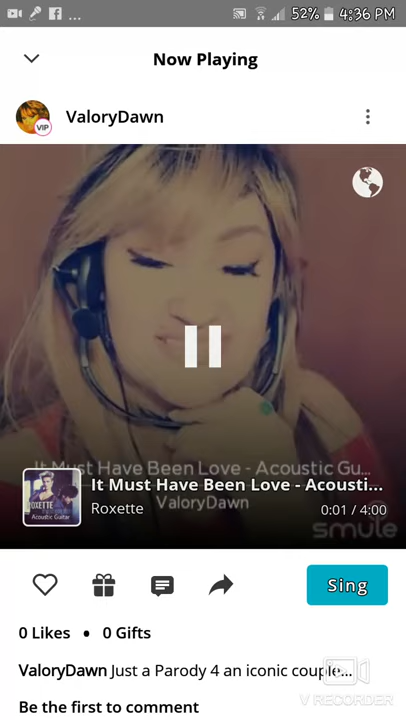 52% 4:36 PM
Now Playing
ValoryDawn
VIP
It Must Have Been Love - Acoustic Gu...
It Must Have Been Love - Acousti...
ROXETTE
Acoustic Guitar
Roxette
ValoryDawn
0:01 / 4:00
smule
Sing
0 Likes • 0 Gifts
ValoryDawn Just a Parody 4 an iconic couple...
V RECORDER
Be the first to comment